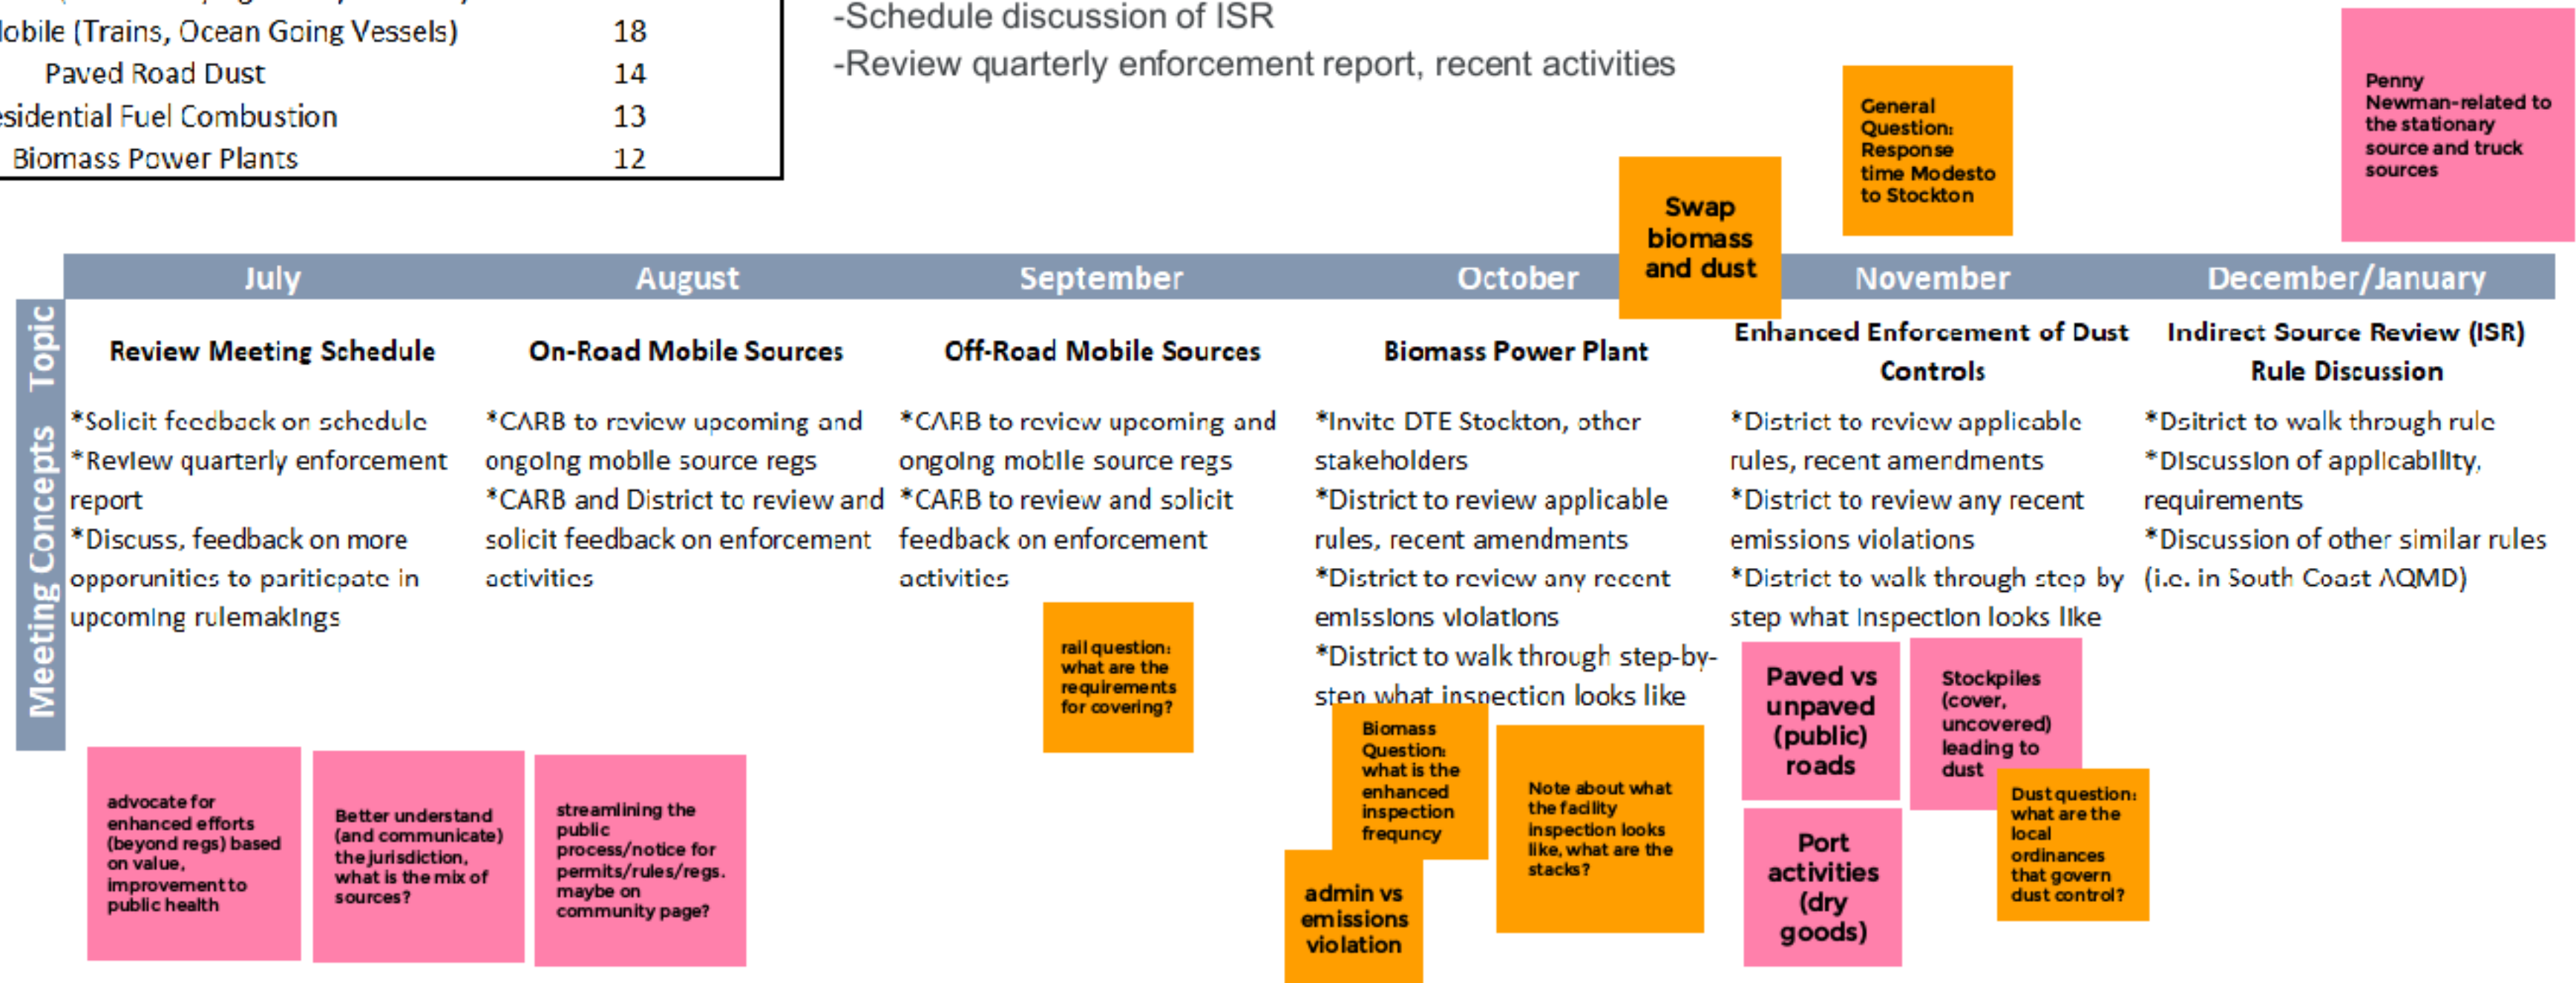 obile (Trains, Ocean Going Vessels) 18
Paved Road Dust 14
esidential Fuel Combustion 13
Biomass Power Plants 12
-Schedule discussion of ISR
-Review quarterly enforcement report, recent activities
General
Question:
Response
time Modesto
to Stockton
Penny
Newman-related to
the stationary
source and truck
sources
Swap
biomass
and dust
July August September October November December/January
Topic
Meeting Concepts
Review Meeting Schedule
*Solicit feedback on schedule
*Review quarterly enforcement
report
*Discuss, feedback on more
opporunities to pariticpate in
upcoming rulemakings
On-Road Mobile Sources
*CARB to review upcoming and
ongoing mobile source regs
*CARB and District to review and
solicit feedback on enforcement
activities
Off-Road Mobile Sources
*CARB to review upcoming and
ongoing mobile source regs
*CARB to review and solicit
feedback on enforcement
activities
Biomass Power Plant
*Invite DTE Stockton, other
stakeholders
*District to review applicable
rules, recent amendments
*District to review any recent
emissions violations
*District to walk through step-by-
step what inspection looks like
Enhanced Enforcement of Dust
Controls
*District to review applicable
rules, recent amendments
*District to review any recent
emissions violations
*District to walk through step by
step what inspection looks like
Indirect Source Review (ISR)
Rule Discussion
*Dsitrict to walk through rule
*Discussion of applicability,
requirements
*Discussion of other similar rules
(i.e. in South Coast AQMD)
advocate for
enhanced efforts
(beyond regs) based
on value,
improvement to
public health
Better understand
(and communicate)
the jurisdiction,
what is the mix of
sources?
streamlining the
public
process/notice for
permits/rules/regs.
maybe on
community page?
rail question:
what are the
requirements
for covering?
Biomass
Question:
what is the
enhanced
inspection
frequncy
admin vs
emissions
violation
Note about what
the facility
inspection looks
like, what are the
stacks?
Paved vs
unpaved
(public)
roads
Stockpiles
(cover,
uncovered)
leading to
dust
Port
activities
(dry
goods)
Dust question:
what are the
local
ordinances
that govern
dust control?